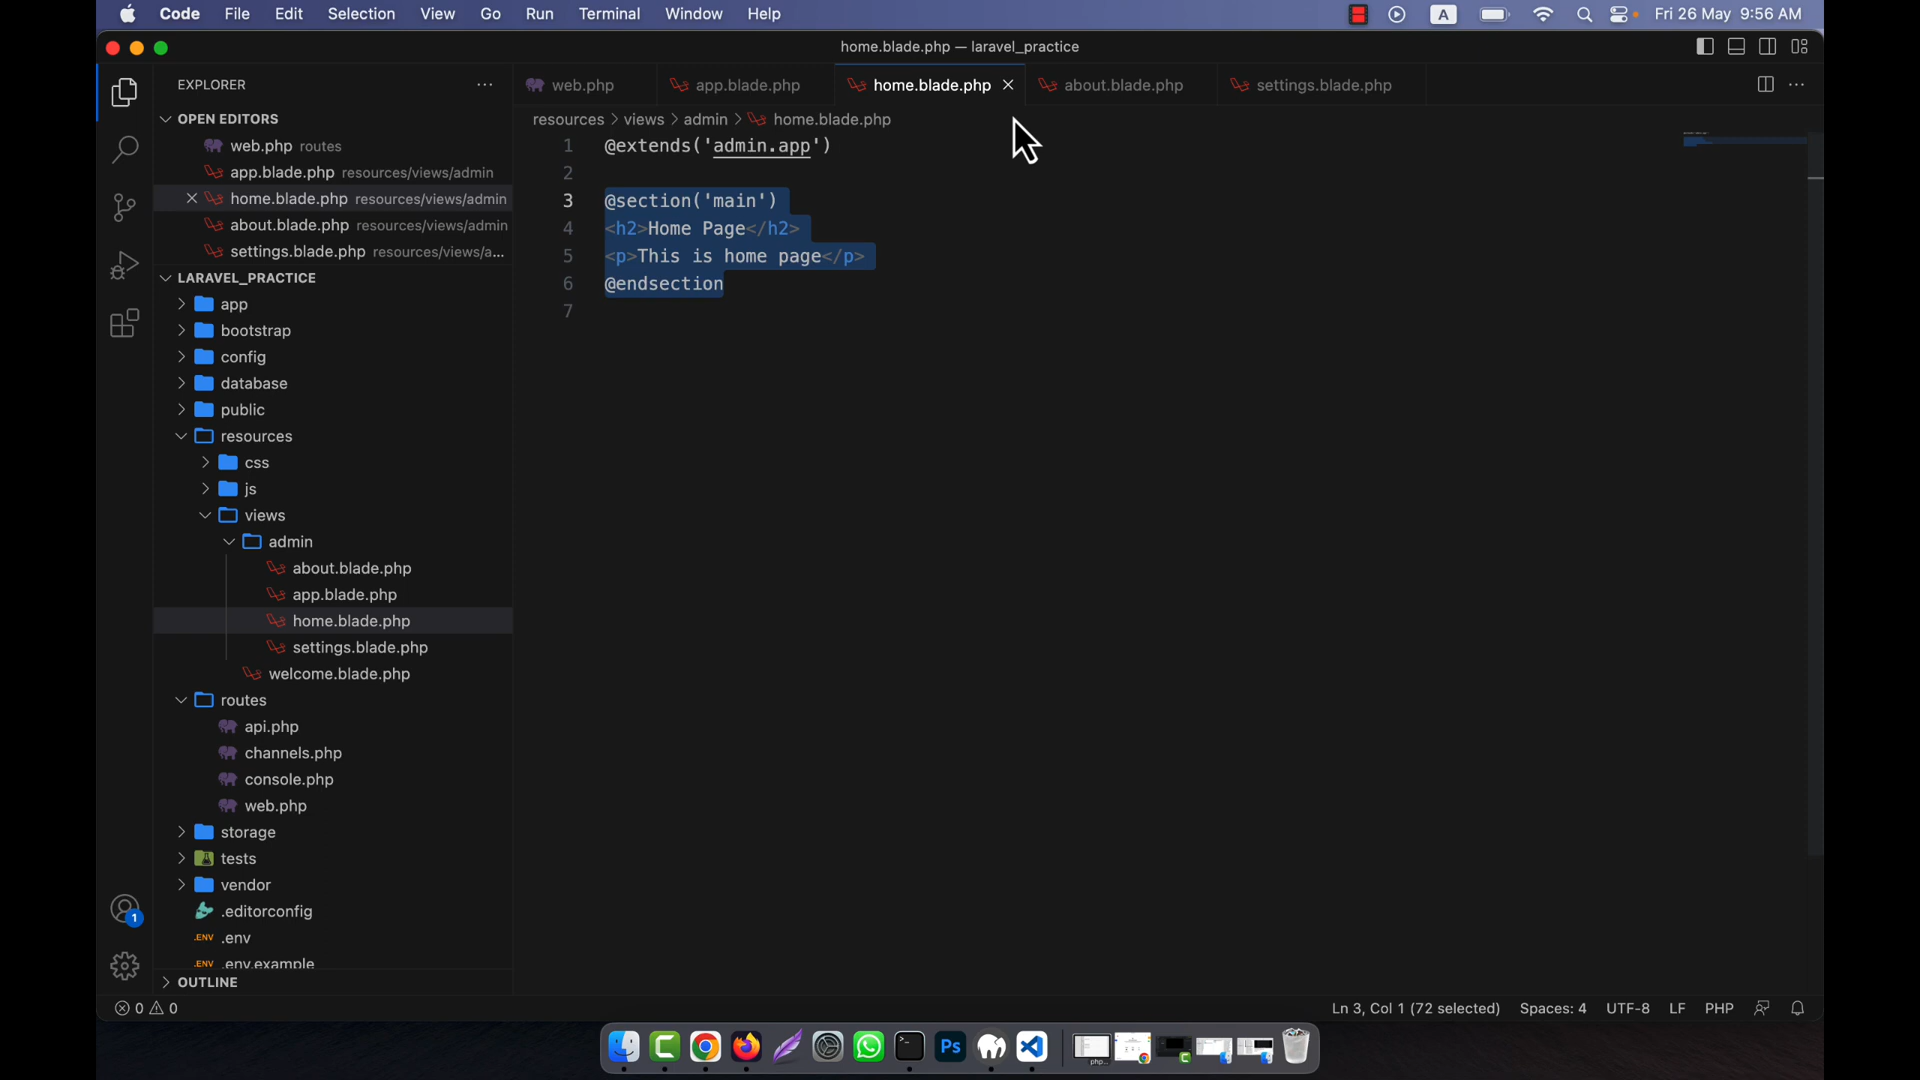 Code File Edit Selection View Go Run Terminal Window Help
A
Fri 26 May 9:56 AM
home.blade.php — laravel_practice
EXPLORER
web.php
app.blade.php
home.blade.php
about.blade.php
settings.blade.php
OPEN EDITORS
web.php routes
app.blade.php resources/views/admin
home.blade.php resources/views/admin
about.blade.php resources/views/admin
settings.blade.php resources/views/a...
LARAVEL_PRACTICE
app
bootstrap
config
database
public
resources
css
js
views
admin
about.blade.php
app.blade.php
home.blade.php
settings.blade.php
welcome.blade.php
routes
api.php
channels.php
console.php
web.php
storage
tests
vendor
.editorconfig
.ENV .env
.ENV .env.example
OUTLINE
resources > views > admin > home.blade.php
1 @extends('admin.app')
2
3 @section('main')
4 <h2>Home Page</h2>
5 <p>This is home page</p>
6 @endsection
7
1
0 0
Ln 3, Col 1 (72 selected) Spaces: 4 UTF-8 LF PHP
Ps
php...